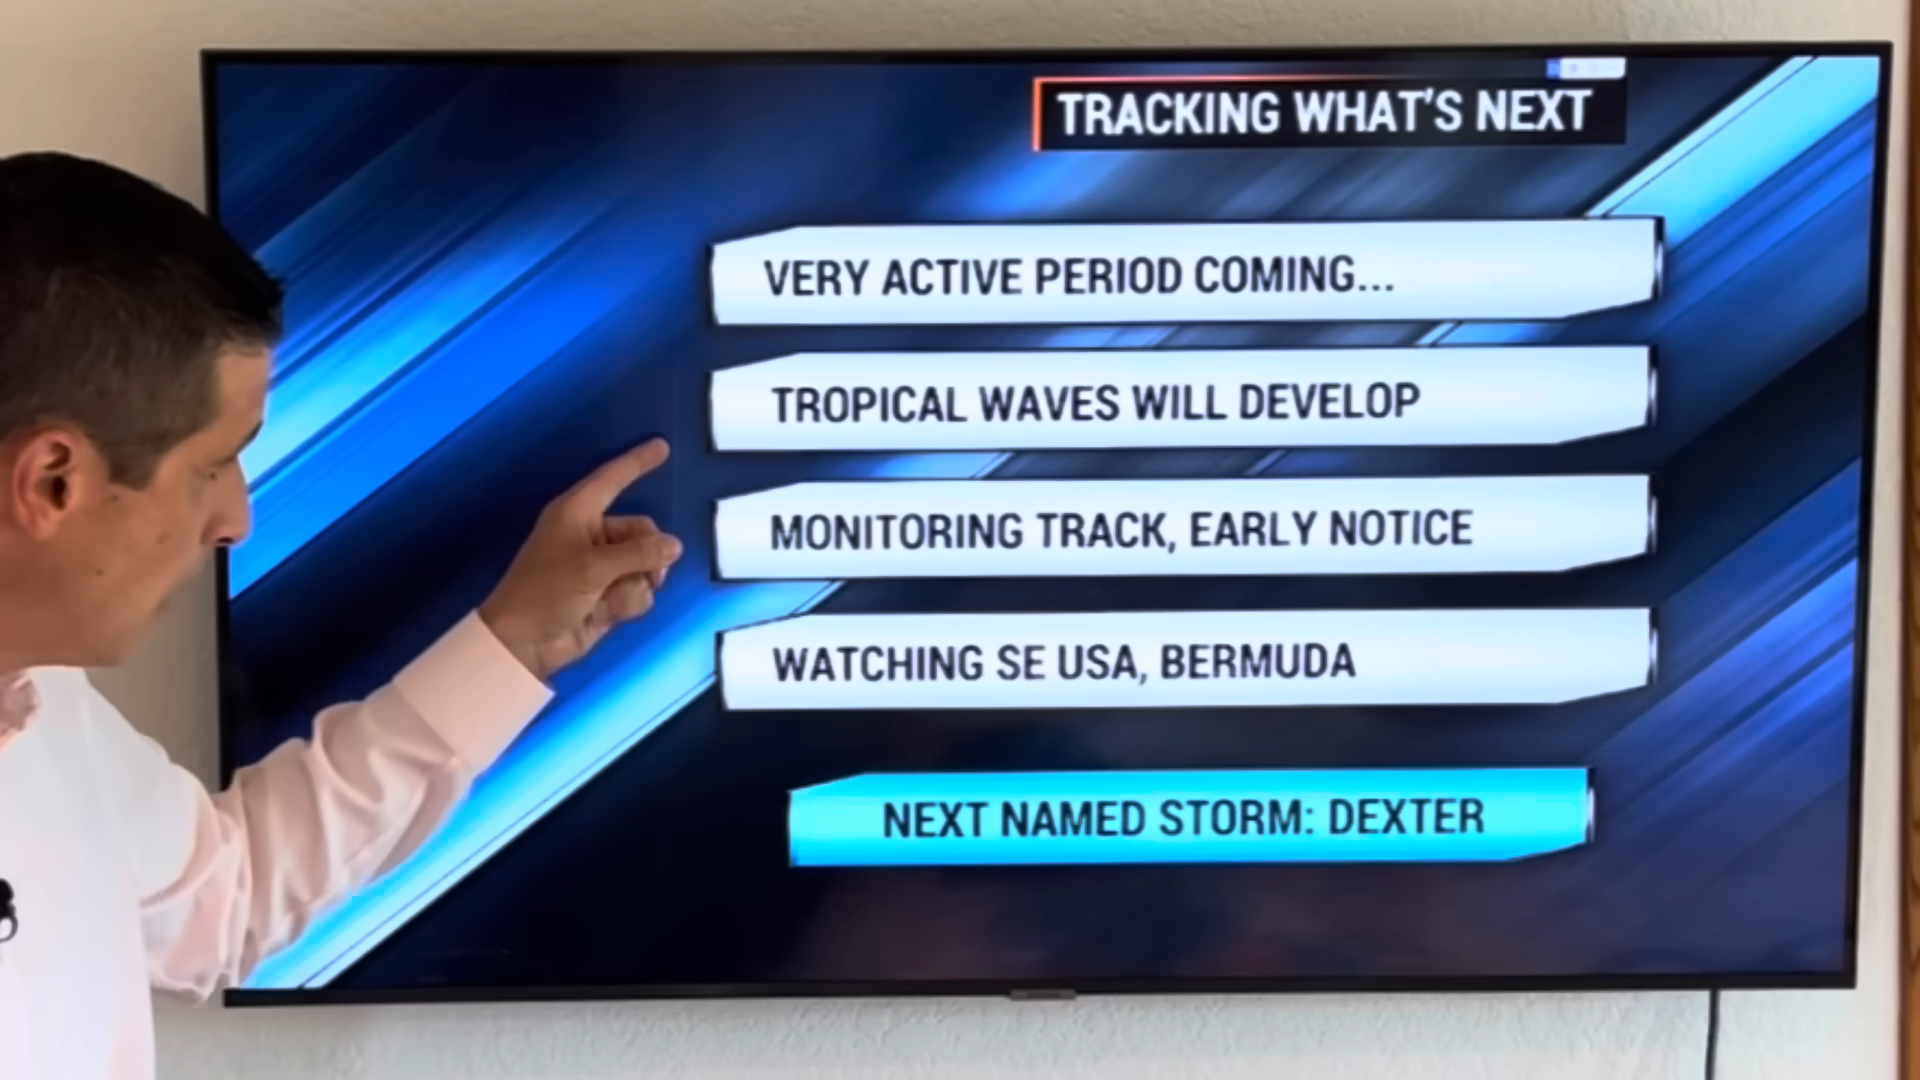 TRACKING WHAT'S NEXT
VERY ACTIVE PERIOD COMING...
TROPICAL WAVES WILL DEVELOP
MONITORING TRACK, EARLY NOTICE
WATCHING SE USA, BERMUDA
NEXT NAMED STORM: DEXTER